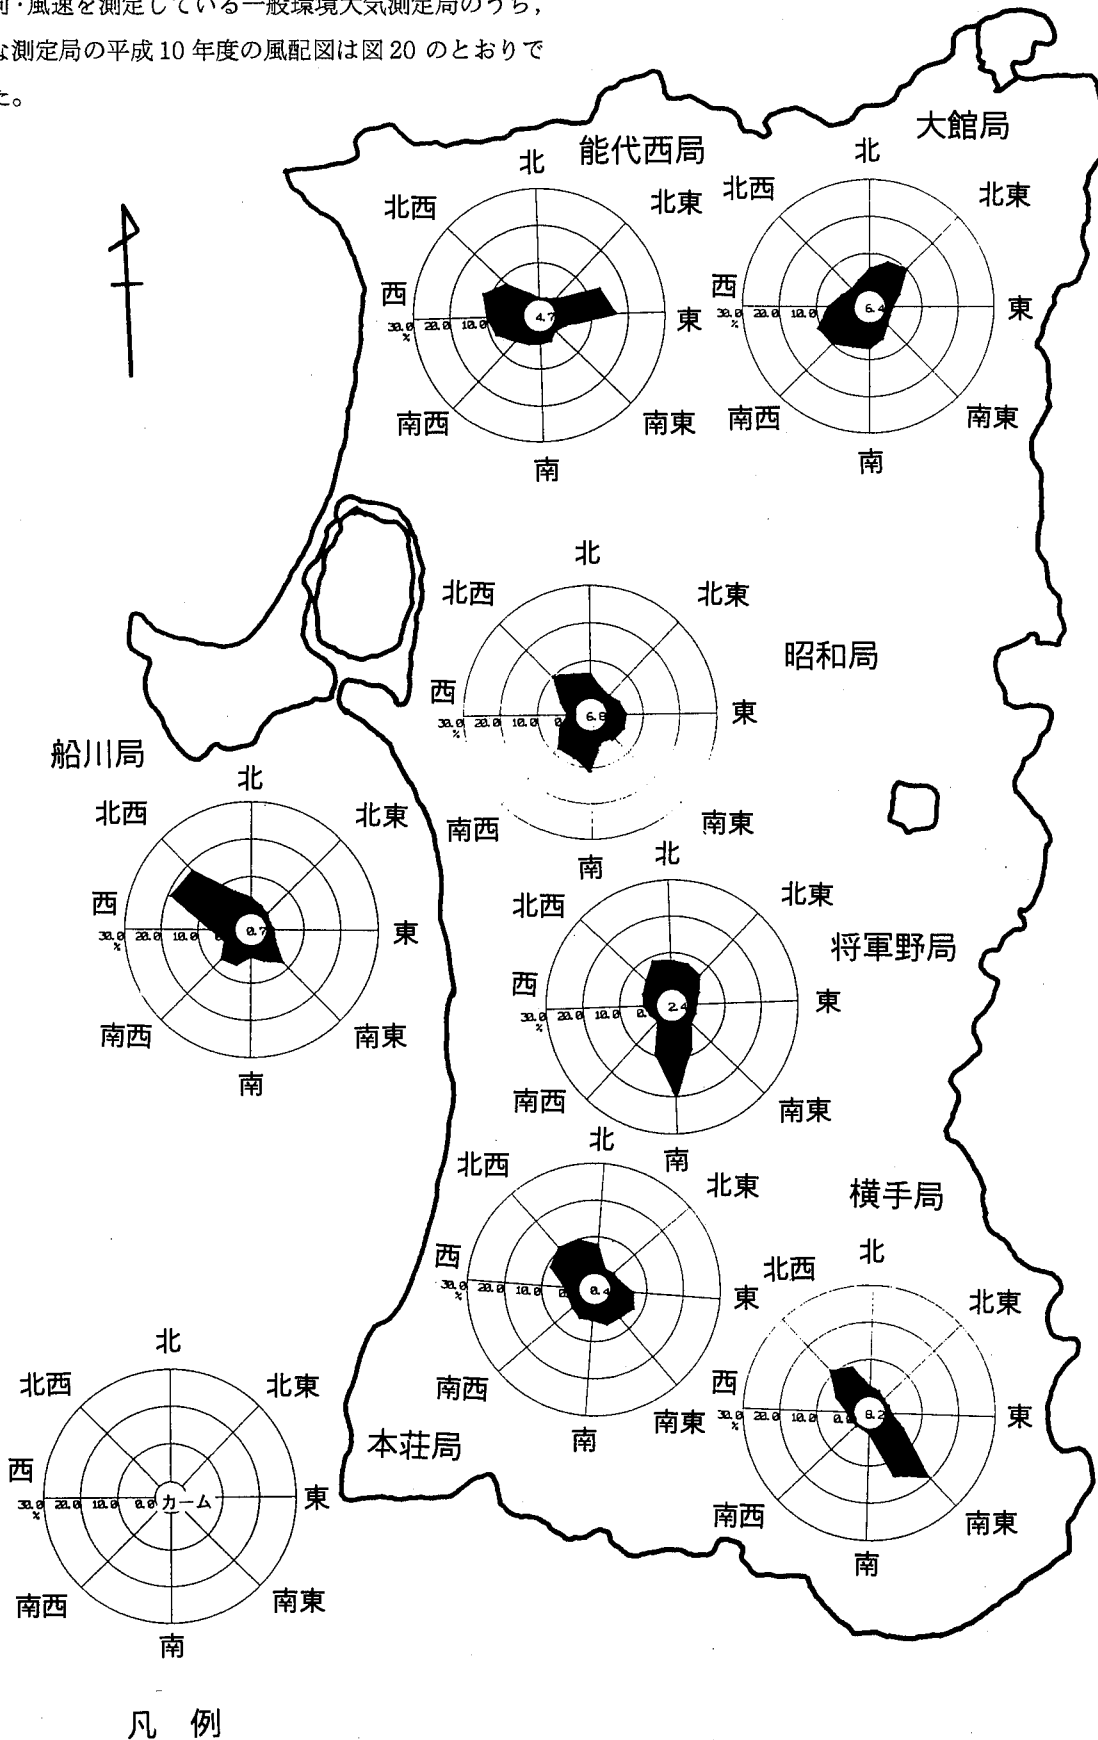 ・風速を測定している一般環境大気測定局のうち,
測定局の平成10年度の風配図は図20のとおりで
た。
大館局
能代西局
北
北西
北東
西
東
30.0
20.0
10.0
%
4.7
南西
南東
南
北
北西
北東
西
東
30.0
20.0
10.0
%
6.4
南西
南東
南
昭和局
北
北西
北東
西
東
30.0
20.0
10.0
%
南西
南東
南
船川局
北
北西
北東
西
東
30.0
20.0
10.0
%
0.7
南西
南東
南
将軍野局
北
北西
北東
西
東
30.0
20.0
10.0
%
2.4
南西
南東
南
北
北西
北東
西
東
30.0
20.0
10.0
%
0.4
南西
南東
南
本荘局
横手局
北
北西
北東
西
東
30.0
20.0
10.0
%
8.2
南西
南東
南
北
北西
北東
西
東
30.0
20.0
10.0
0.0
カーム
%
南西
南東
南
凡 例